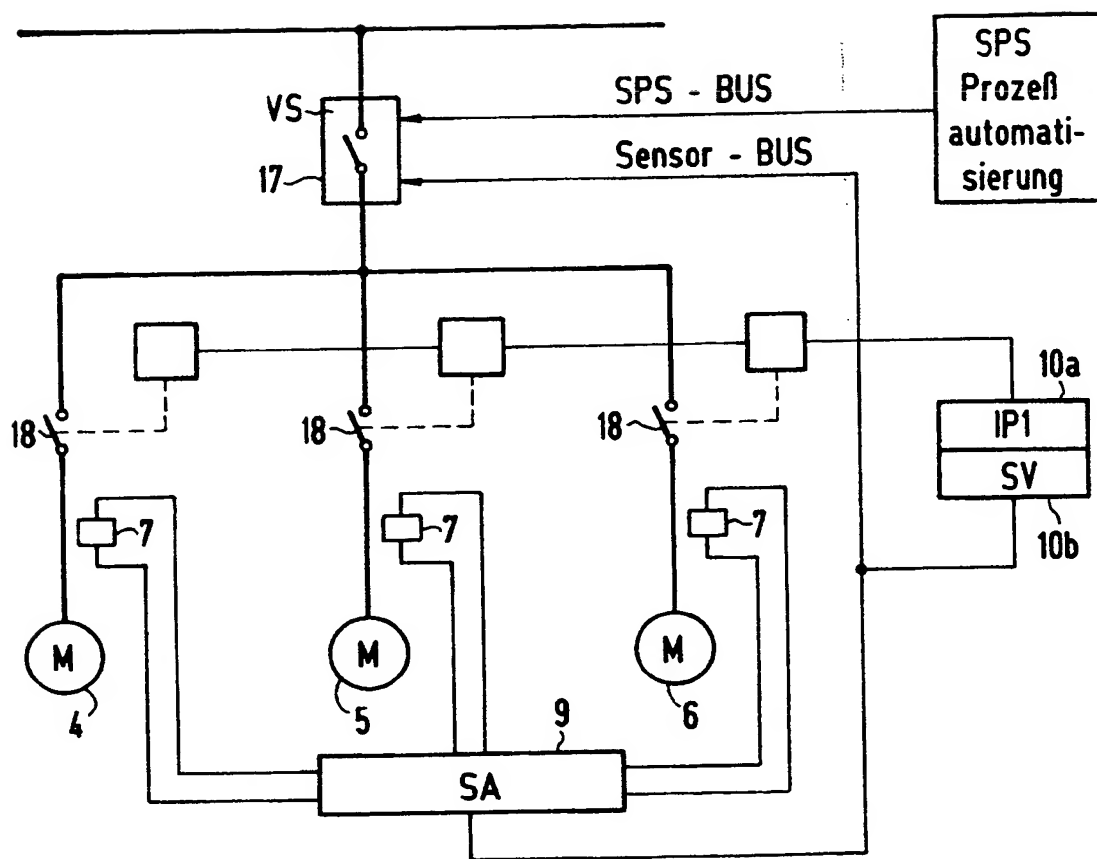 SPS
Prozeß
automati-
sierung
VS
SPS - BUS
17
Sensor - BUS
10a
18
18
18
IP1
SV
7
7
7
10b
M
M
M
4
5
6
9
SA